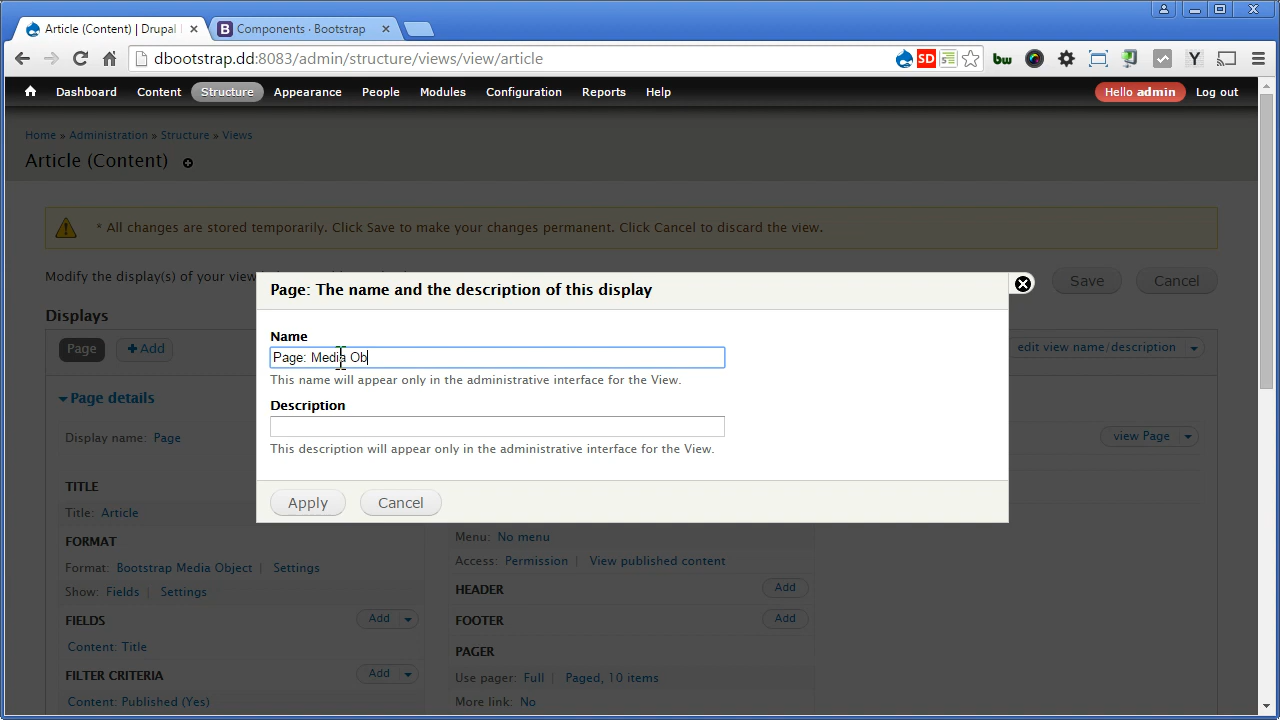 Article (Content) | Drupal
Components · Bootstrap
dbootstrap.dd:8083/admin/structure/views/view/article
SD
bw
Y
Dashboard Content Structure Appearance People Modules Configuration Reports Help
Hello admin Log out
Home » Administration » Structure » Views
Article (Content)
* All changes are stored temporarily. Click Save to make your changes permanent. Click Cancel to discard the view.
Modify the display(s) of your view
Save Cancel
Displays
Page Add
edit view name/description
Page details
Display name: Page
view Page
TITLE
Title: Article
FORMAT
Format: Bootstrap Media Object | Settings
Show: Fields | Settings
FIELDS
Add
Content: Title
FILTER CRITERIA
Add
Content: Published (Yes)
Page: The name and the description of this display
Name
Page: Media Ob
This name will appear only in the administrative interface for the View.
Description
This description will appear only in the administrative interface for the View.
Apply Cancel
Menu: No menu
Access: Permission | View published content
HEADER
Add
FOOTER
Add
PAGER
Use pager: Full | Paged, 10 items
More link: No